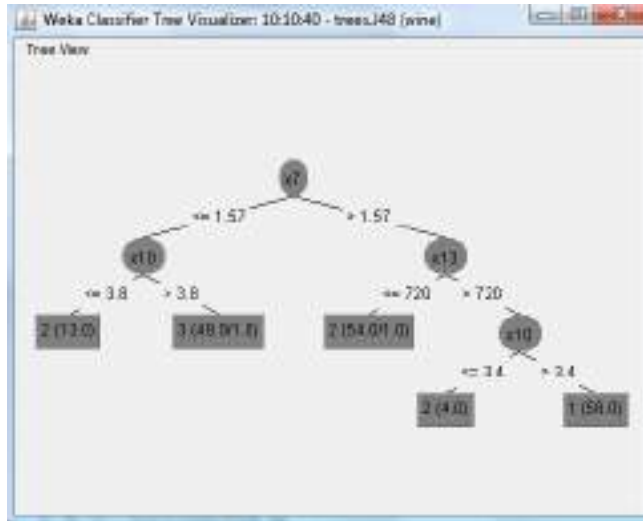 Weka Classifier Tree Visualizer: 10:10:40 - trees.J48 (wine)
Tree View
x7
<= 1.57 > 1.57
x10 x13
<= 3.8 > 3.8 <= 720 > 720
2 (13.0) 3 (49.0/1.0) 2 (54.0/1.0) x10
<= 3.4 > 3.4
2 (4.0) 1 (58.0)